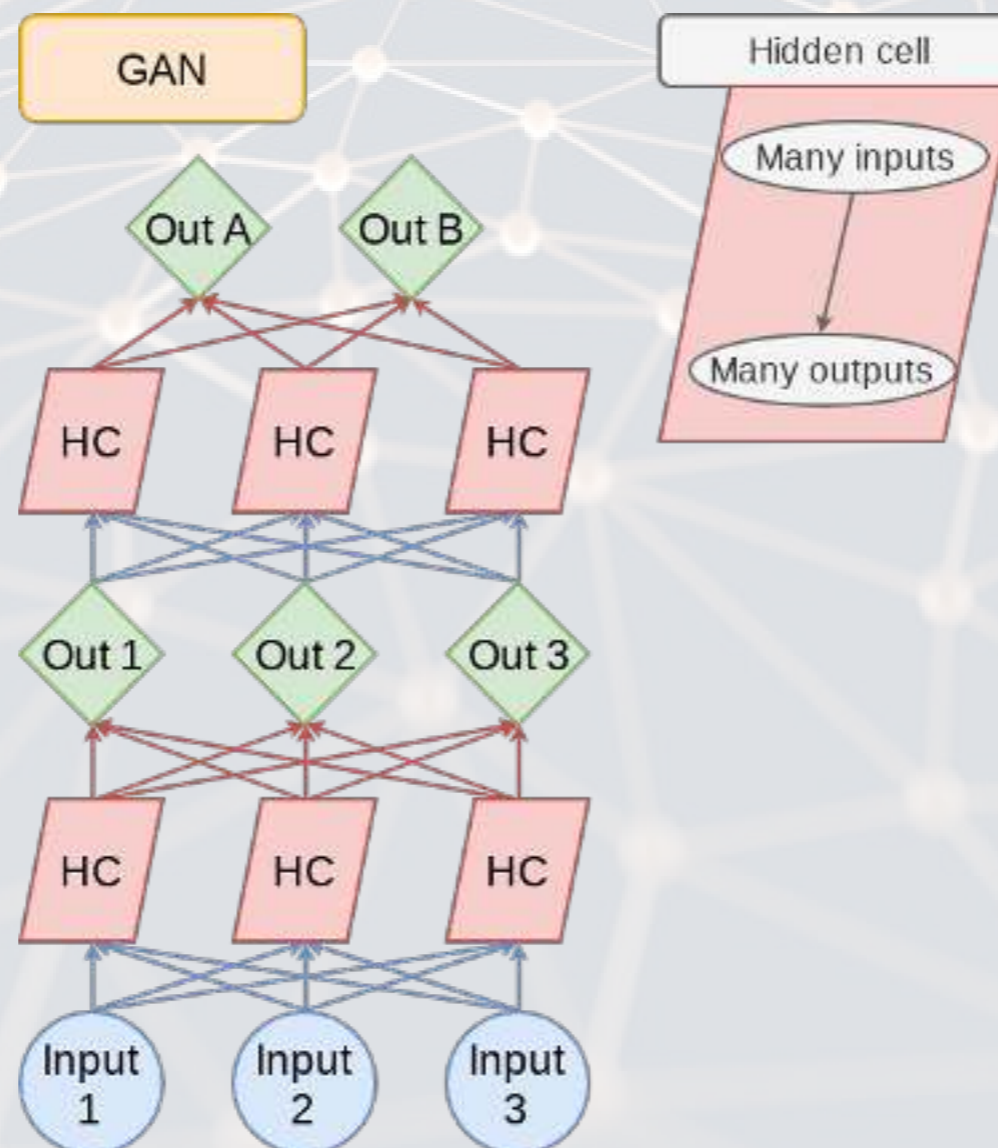 GAN
Hidden cell
Many inputs
Many outputs
Out A
Out B
HC
HC
HC
Out 1
Out 2
Out 3
HC
HC
HC
Input
1
Input
2
Input
3